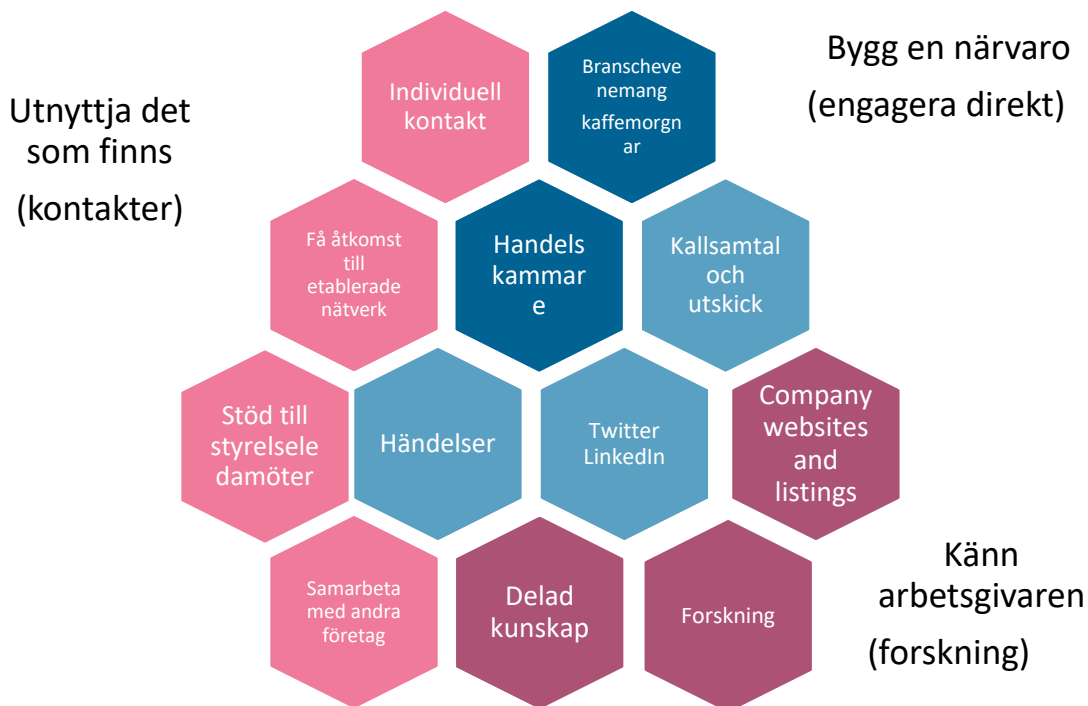 Utnyttja det
som finns
(kontakter)
Bygg en närvaro
(engagera direkt)
Individuell
kontakt
Branscheve
nemang
kaffemorgn
ar
Få åtkomst
till
etablerade
nätverk
Handels
kammar
e
Kallsamtal
och
utskick
Stöd till
styrelsele
damöter
Händelser
Twitter
LinkedIn
Company
websites
and
listings
Samarbeta
med andra
företag
Delad
kunskap
Forskning
Känn
arbetsgivaren
(forskning)